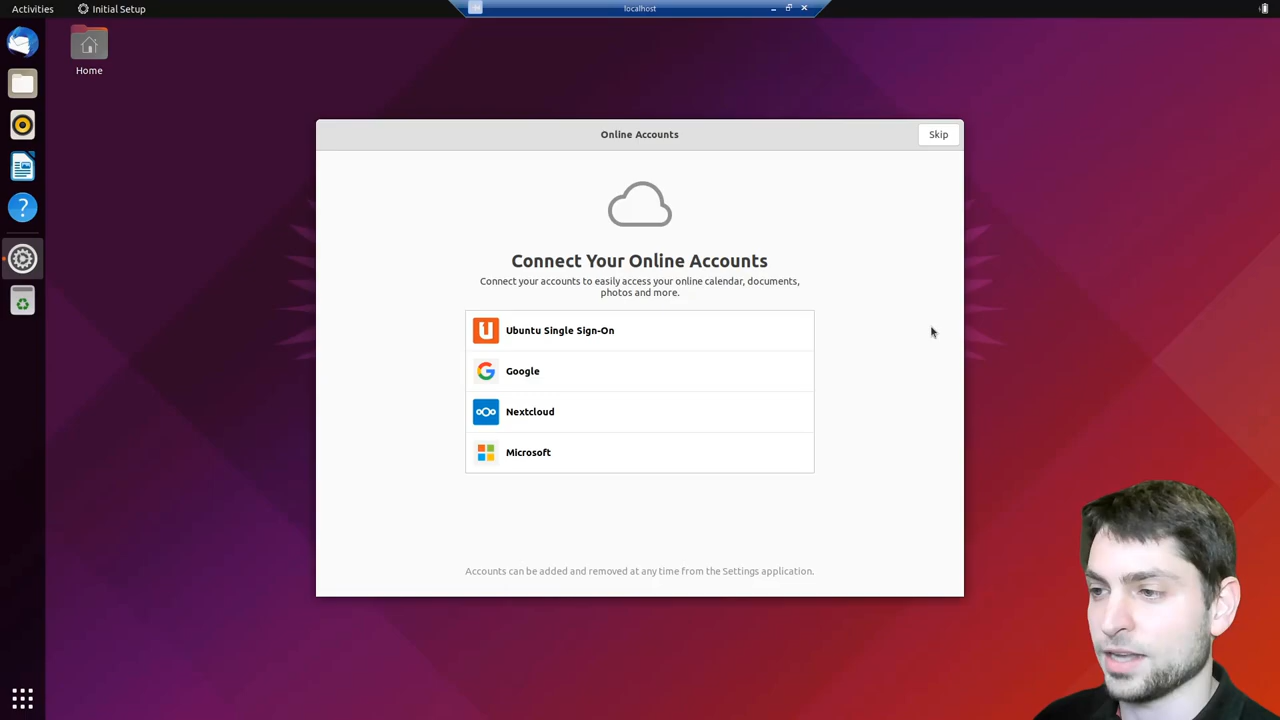 Activities
Initial Setup
localhost
Home
Online Accounts
Skip
Connect Your Online Accounts
Connect your accounts to easily access your online calendar, documents,
photos and more.
Ubuntu Single Sign-On
Google
Nextcloud
Microsoft
Accounts can be added and removed at any time from the Settings application.